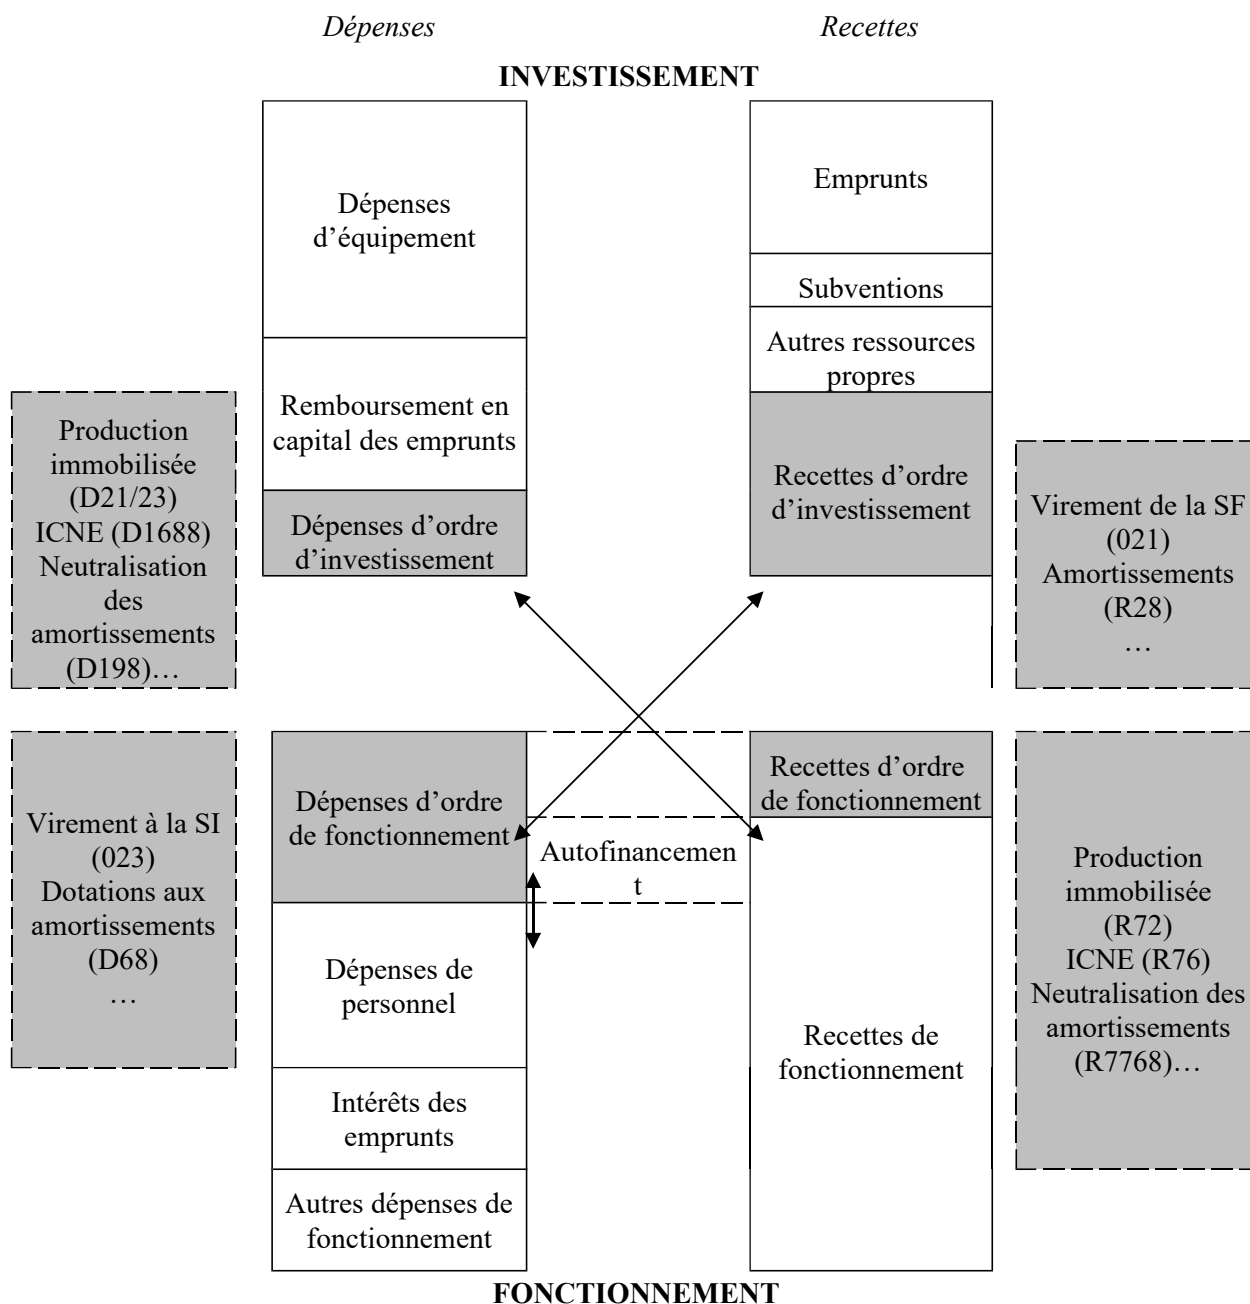 Dépenses
Recettes
INVESTISSEMENT
Dépenses
d’équipement
Remboursement en
capital des emprunts
Dépenses d’ordre
d’investissement
Emprunts
Subventions
Autres ressources
propres
Recettes d’ordre
d’investissement
Production
immobilisée
(D21/23)
ICNE (D1688)
Neutralisation
des
amortissements
(D198)…
Virement de la SF
(021)
Amortissements
(R28)
…
Virement à la SI
(023)
Dotations aux
amortissements
(D68)
…
Dépenses d’ordre
de fonctionnement
Dépenses de
personnel
Intérêts des
emprunts
Autres dépenses de
fonctionnement
Autofinancemen
t
Recettes d’ordre
de fonctionnement
Recettes de
fonctionnement
Production
immobilisée
(R72)
ICNE (R76)
Neutralisation des
amortissements
(R7768)…
FONCTIONNEMENT